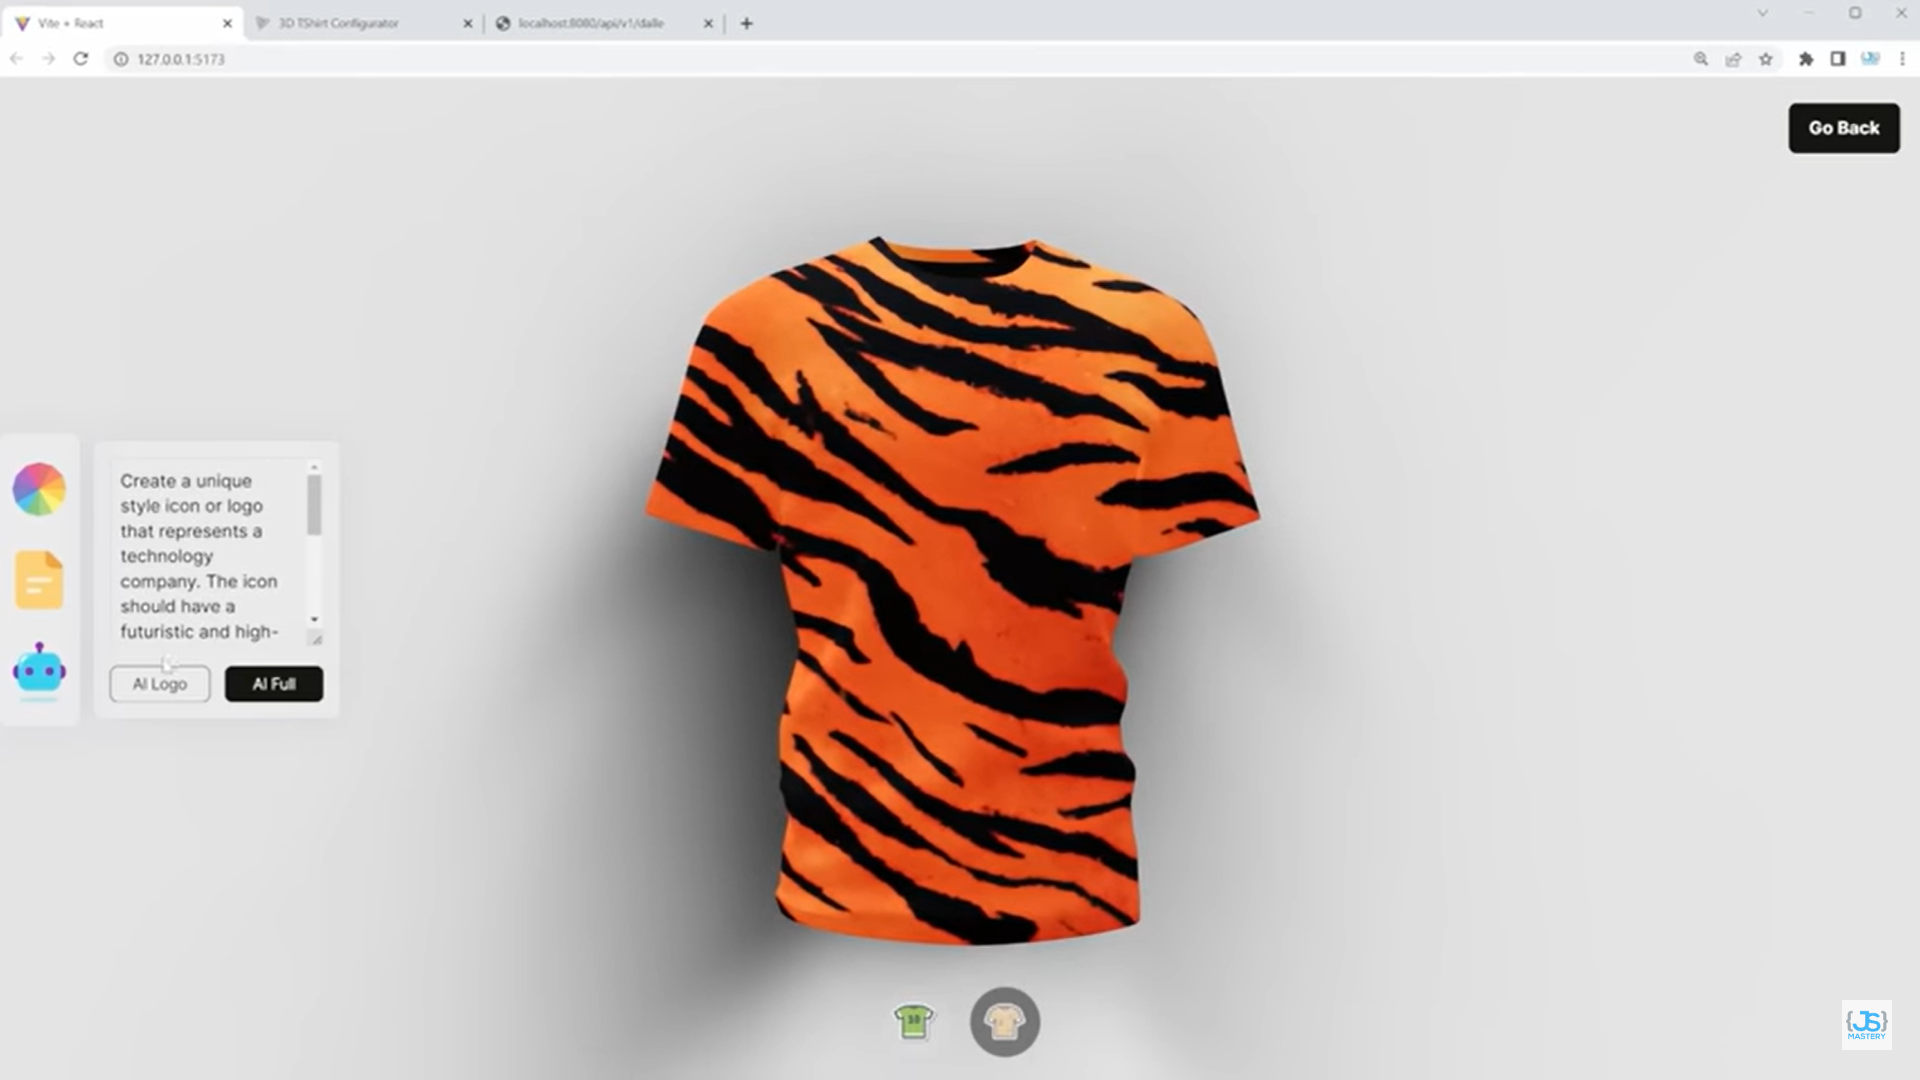 Vite + React
3D TShirt Configurator
localhost:8080/api/v1/dalle
127.0.0.1:5173
Go Back
Create a unique
style icon or logo
that represents a
technology
company. The icon
should have a
futuristic and high-
AI Logo
AI Full
10
{JS}
MASTERY